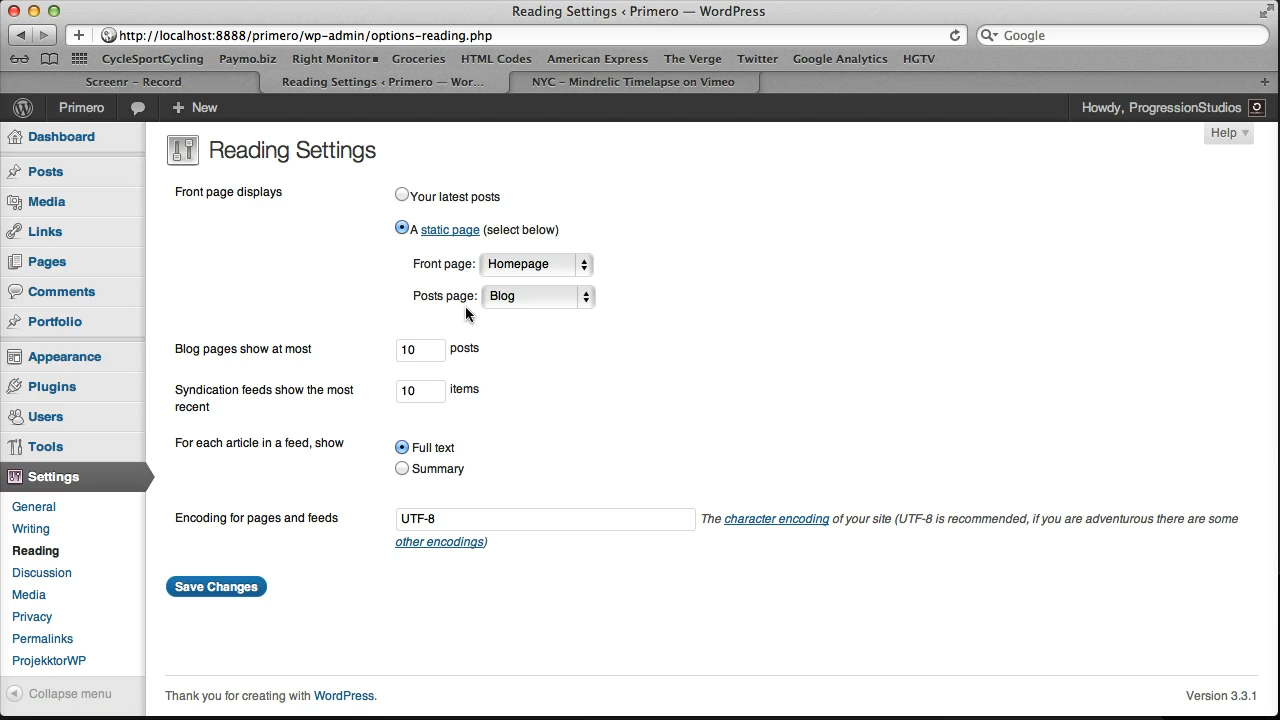 Reading Settings ‹ Primero — WordPress
http://localhost:8888/primero/wp-admin/options-reading.php
Google
CycleSportCycling Paymo.biz Right Monitor Groceries HTML Codes American Express The Verge Twitter Google Analytics HGTV
Screenr – Record
Reading Settings ‹ Primero — Wor...
NYC – Mindrelic Timelapse on Vimeo
Primero
New
Howdy, ProgressionStudios
Help
Dashboard
Posts
Media
Links
Pages
Comments
Portfolio
Appearance
Plugins
Users
Tools
Settings
General
Writing
Reading
Discussion
Media
Privacy
Permalinks
ProjekktorWP
Collapse menu
Reading Settings
Front page displays
Your latest posts
A static page (select below)
Front page: Homepage
Posts page: Blog
Blog pages show at most
10 posts
Syndication feeds show the most
recent
10 items
For each article in a feed, show
Full text
Summary
Encoding for pages and feeds
UTF-8
The character encoding of your site (UTF-8 is recommended, if you are adventurous there are some
other encodings)
Save Changes
Thank you for creating with WordPress.
Version 3.3.1